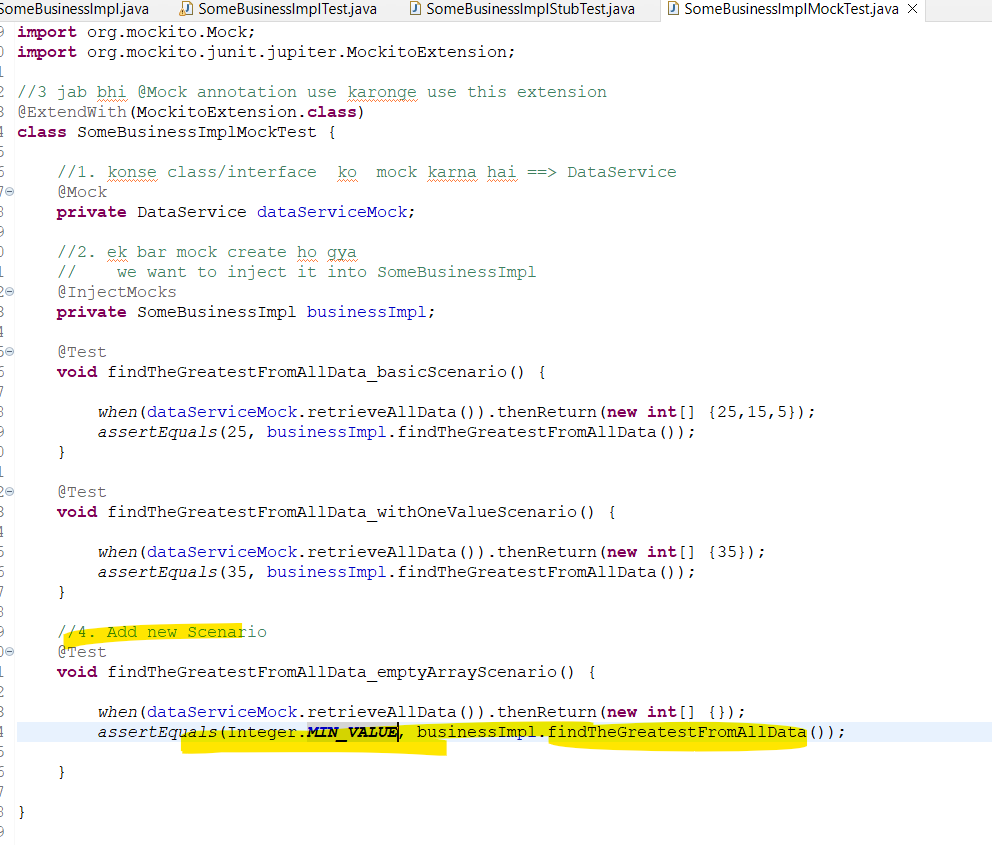 SomeBusinessImpl.java SomeBusinessImplTest.java SomeBusinessImplStubTest.java SomeBusinessImplMockTest.java
import org.mockito.Mock;
import org.mockito.junit.jupiter.MockitoExtension;
//3 jab bhi @Mock annotation use karonge use this extension
@ExtendWith(MockitoExtension.class)
class SomeBusinessImplMockTest {
//1. konse class/interface  ko  mock karna hai ==> DataService
@Mock
private DataService dataServiceMock;
//2. ek bar mock create ho gya
//    we want to inject it into SomeBusinessImpl
@InjectMocks
private SomeBusinessImpl businessImpl;
@Test
void findTheGreatestFromAllData_basicScenario() {
when(dataServiceMock.retrieveAllData()).thenReturn(new int[] {25,15,5});
assertEquals(25, businessImpl.findTheGreatestFromAllData());
}
@Test
void findTheGreatestFromAllData_withOneValueScenario() {
when(dataServiceMock.retrieveAllData()).thenReturn(new int[] {35});
assertEquals(35, businessImpl.findTheGreatestFromAllData());
}
//4. Add new Scenario
@Test
void findTheGreatestFromAllData_emptyArrayScenario() {
when(dataServiceMock.retrieveAllData()).thenReturn(new int[] {});
assertEquals(Integer.MIN_VALUE, businessImpl.findTheGreatestFromAllData());
}
}